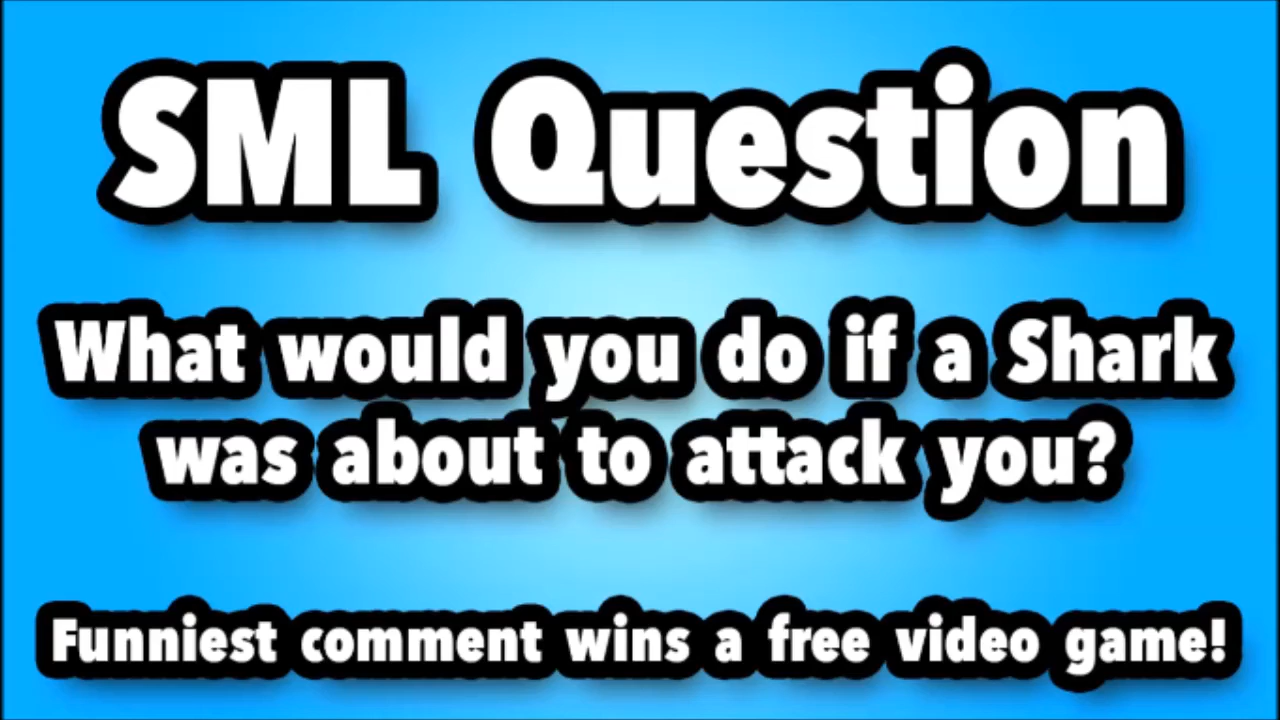 SML Question
What would you do if a Shark
was about to attack you?
Funniest comment wins a free video game!